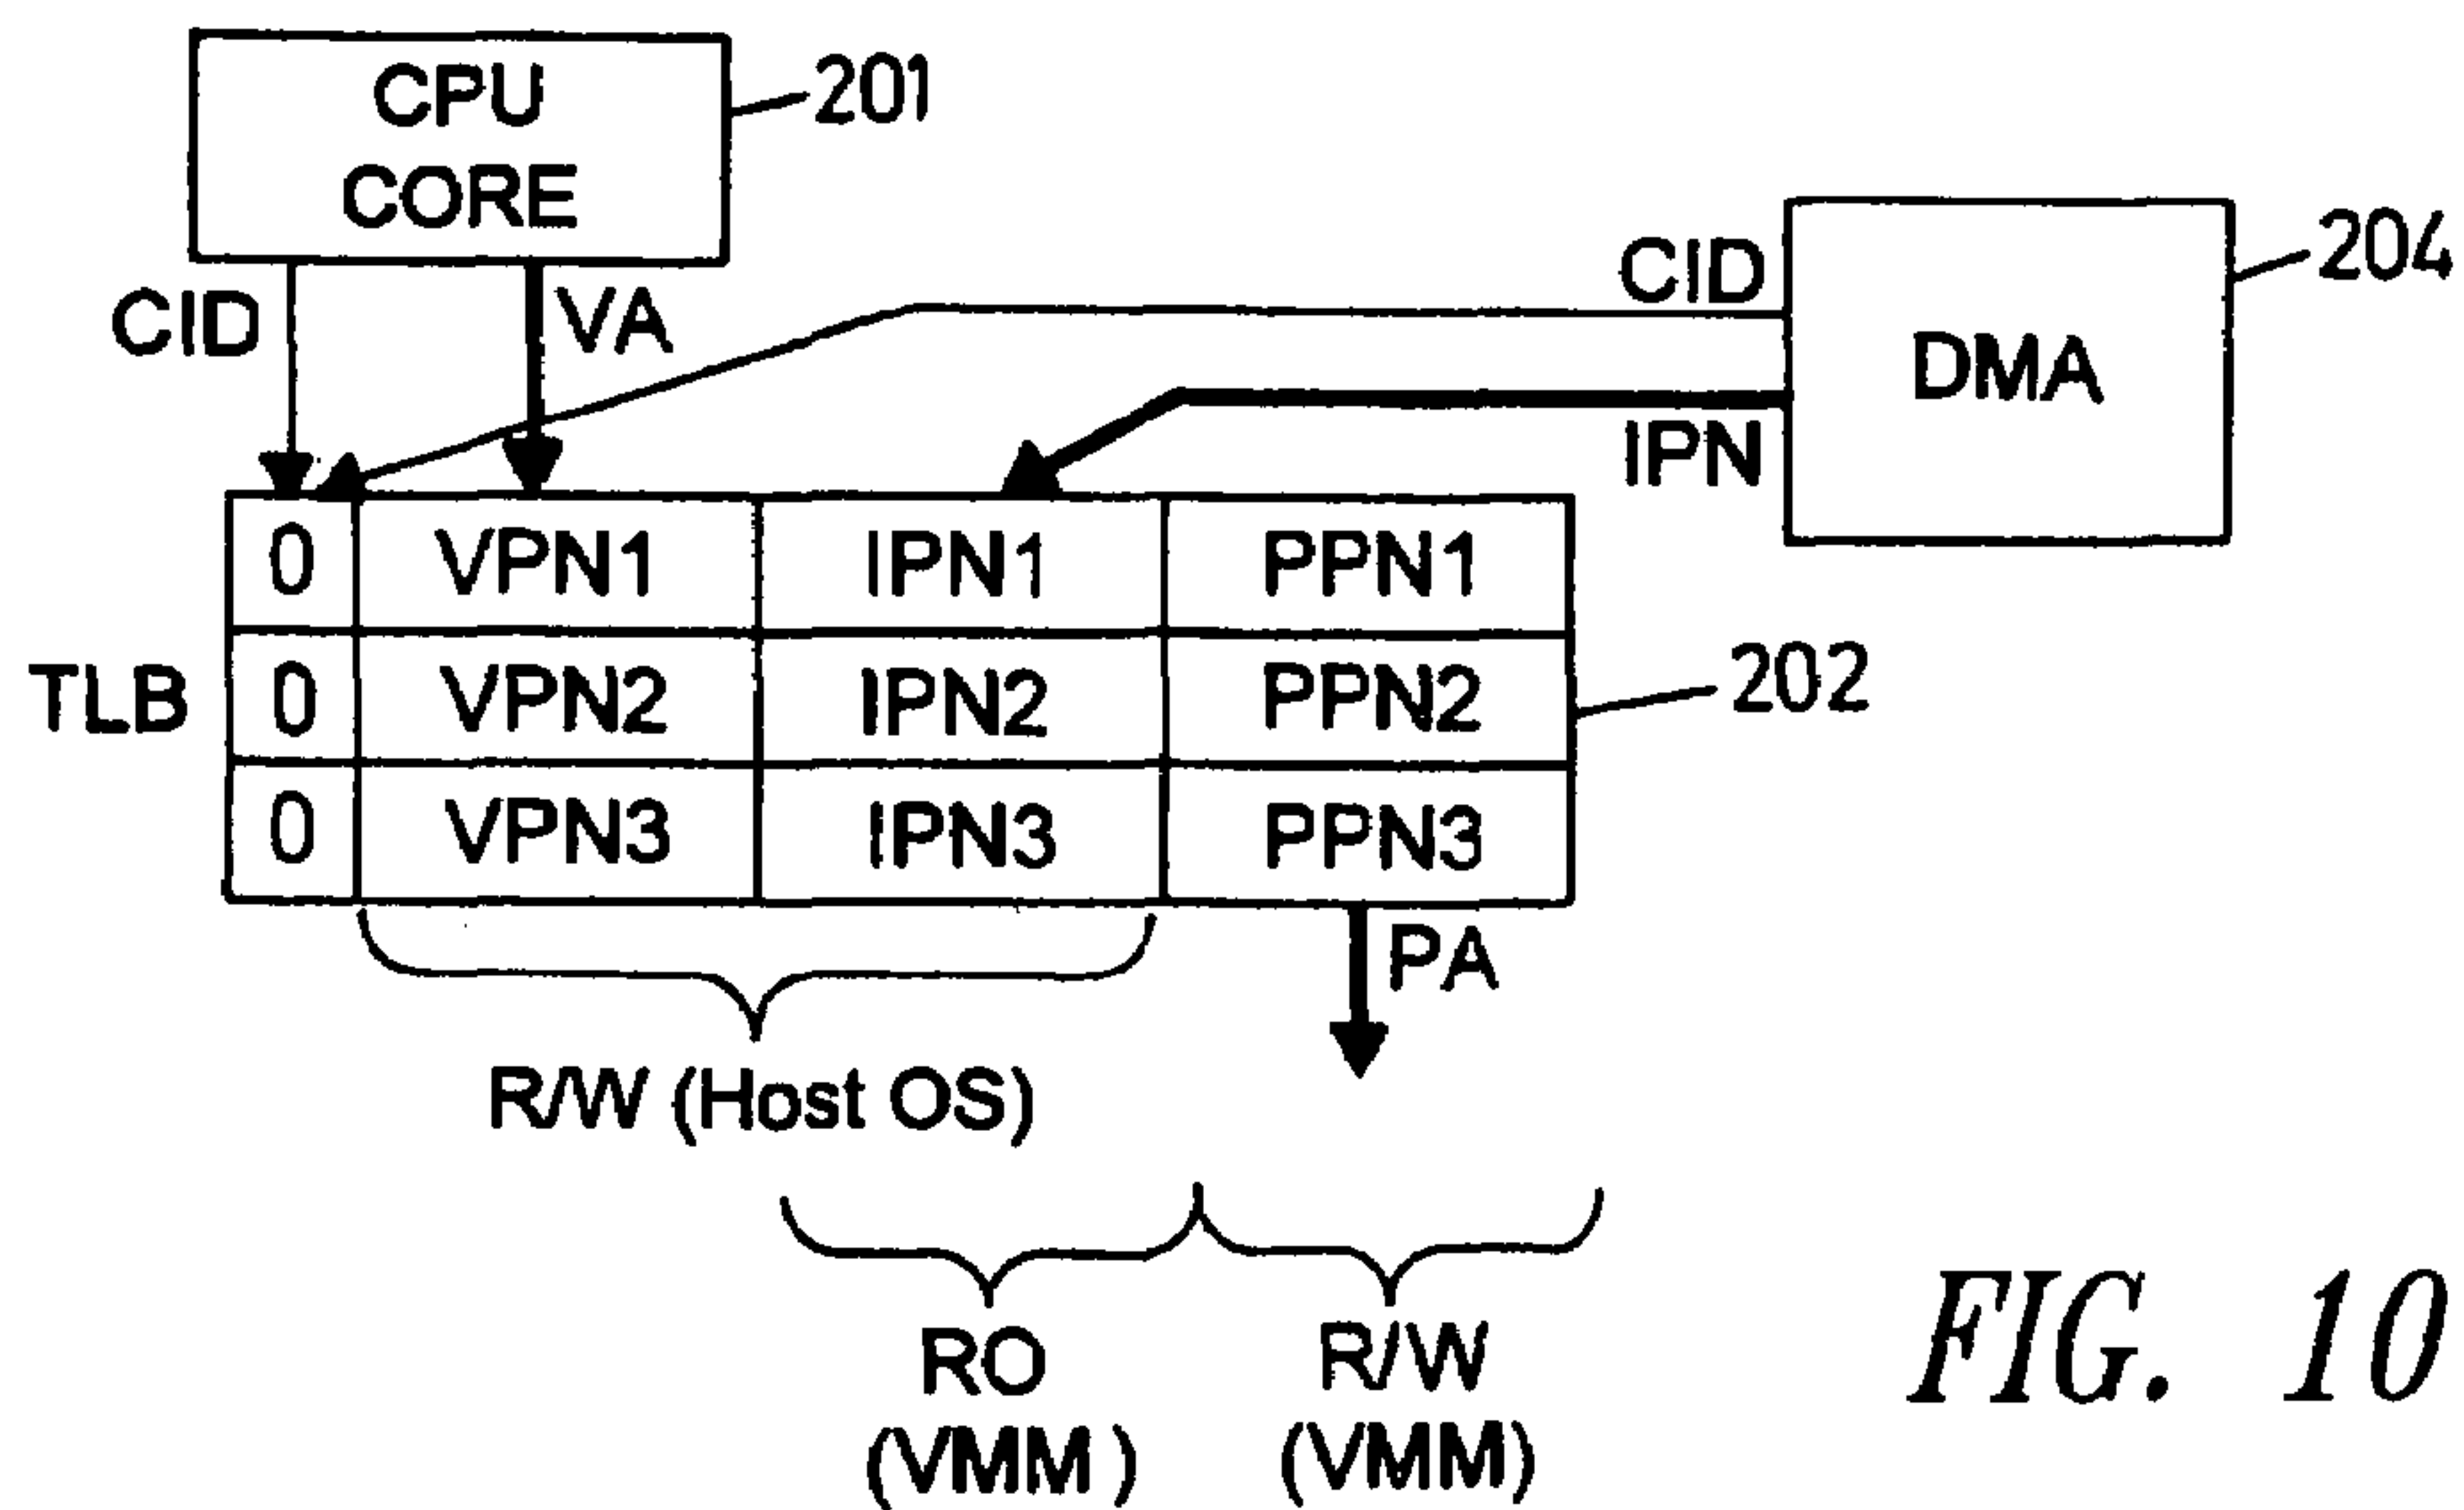 CPU
CORE
201
CID
VA
CID
IPN
DMA
204
TLB
0 VPN1 IPN1 PPN1
0 VPN2 IPN2 PPN2
0 VPN3 IPN3 PPN3
202
PA
R/W (Host OS)
RO
(VMM )
R/W
(VMM)
FIG. 10